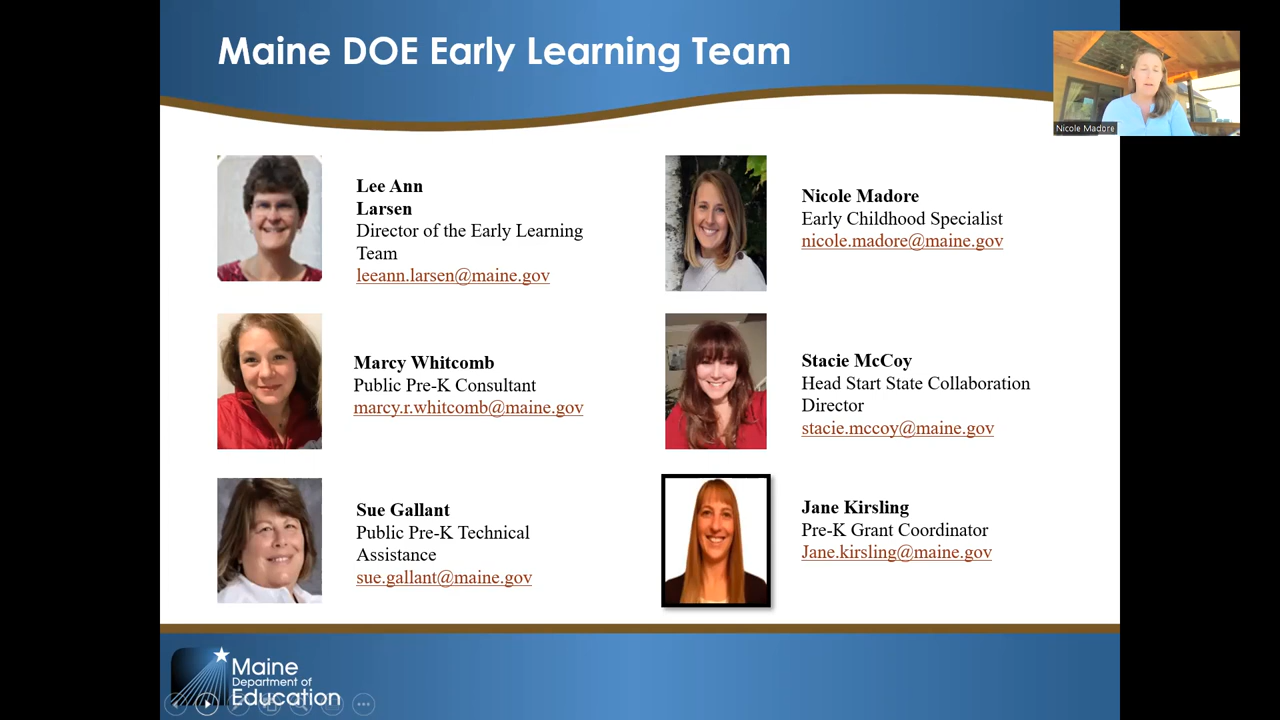 Maine DOE Early Learning Team
Nicole Madore
Lee Ann
Larsen
Director of the Early Learning
Team
leeann.larsen@maine.gov
Nicole Madore
Early Childhood Specialist
nicole.madore@maine.gov
Marcy Whitcomb
Public Pre-K Consultant
marcy.r.whitcomb@maine.gov
Stacie McCoy
Head Start State Collaboration
Director
stacie.mccoy@maine.gov
Sue Gallant
Public Pre-K Technical
Assistance
sue.gallant@maine.gov
Jane Kirsling
Pre-K Grant Coordinator
Jane.kirsling@maine.gov
Maine
Department of
Education